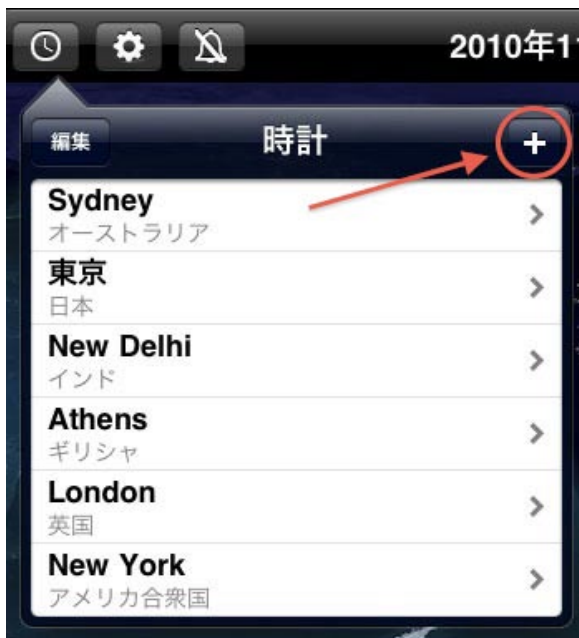 2010年11
編集
時計
+
Sydney
オーストラリア
東京
日本
New Delhi
インド
Athens
ギリシャ
London
英国
New York
アメリカ合衆国